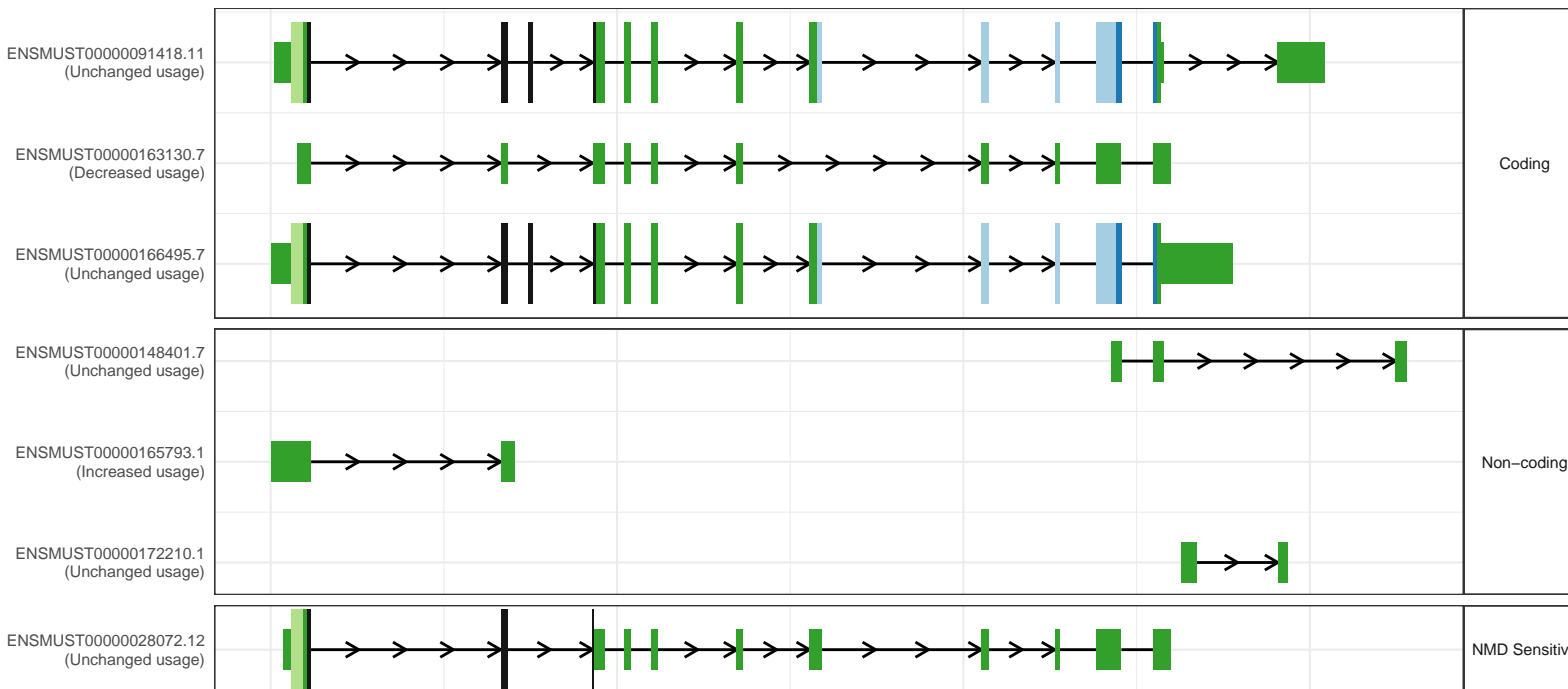 ENSMUST00000091418.11
(Unchanged usage)
ENSMUST00000163130.7
(Decreased usage)
Coding
ENSMUST00000166495.7
(Unchanged usage)
ENSMUST00000148401.7
(Unchanged usage)
ENSMUST00000165793.1
(Increased usage)
Non−coding
ENSMUST00000172210.1
(Unchanged usage)
ENSMUST00000028072.12
(Unchanged usage)
NMD Sensitiv